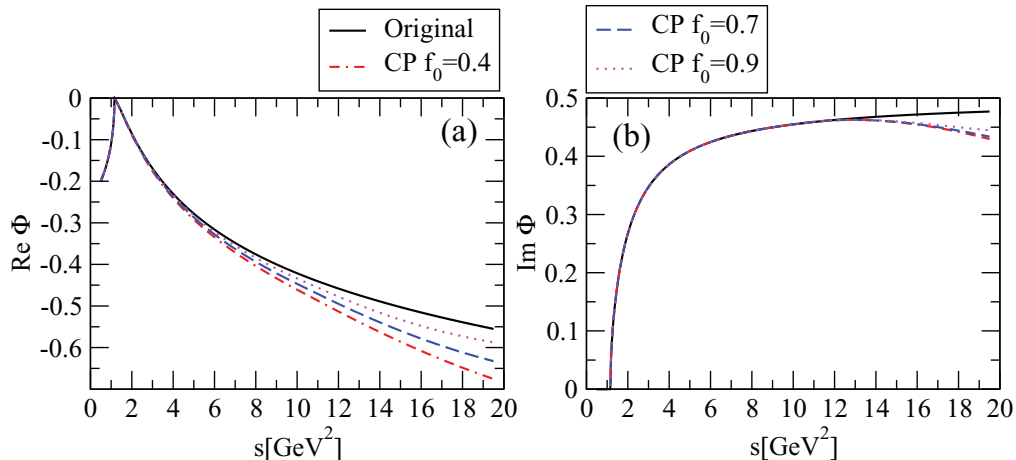 Original
CP f₀=0.4
CP f₀=0.7
CP f₀=0.9
(a)
Re Φ
0
-0.1
-0.2
-0.3
-0.4
-0.5
-0.6
0 2 4 6 8 10 12 14 16 18 20
s[GeV²]
(b)
Im Φ
0.5
0.4
0.3
0.2
0.1
0
2 4 6 8 10 12 14 16 18 20
s[GeV²]